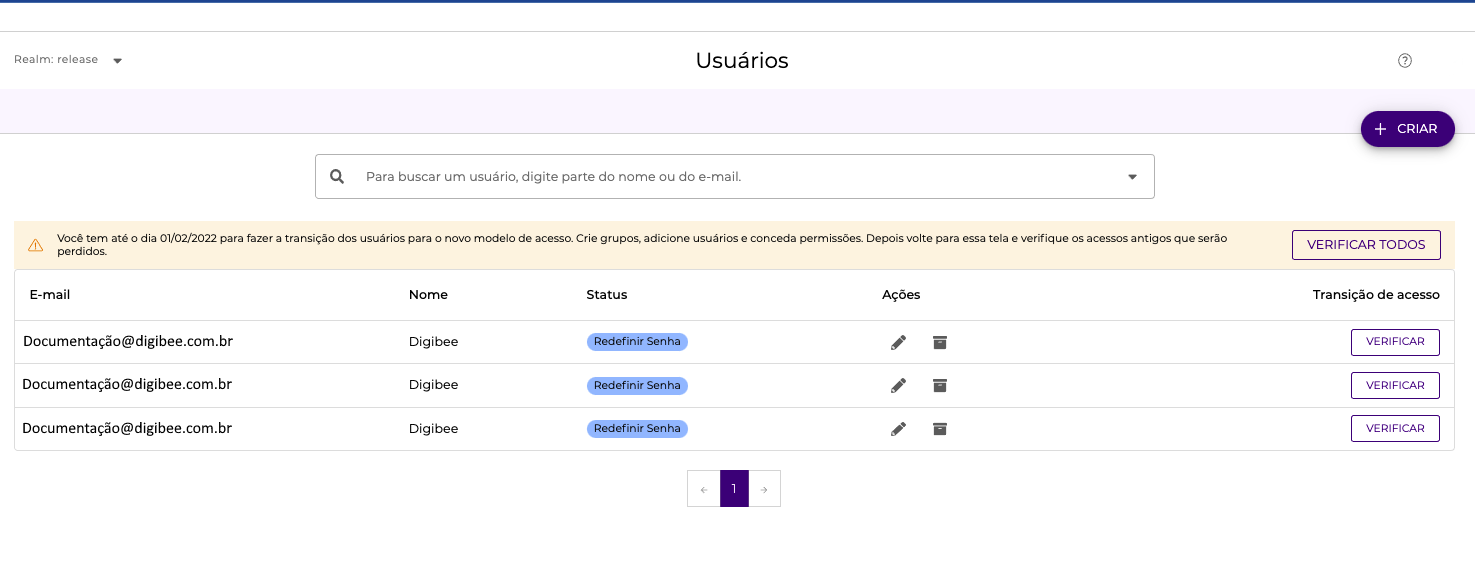 Realm: release
Usuários
+ CRIAR
Para buscar um usuário, digite parte do nome ou do e-mail.
Você tem até o dia 01/02/2022 para fazer a transição dos usuários para o novo modelo de acesso. Crie grupos, adicione usuários e conceda permissões. Depois volte para essa tela e verifique os acessos antigos que serão
perdidos.
VERIFICAR TODOS
E-mail Nome Status Ações Transição de acesso
Documentação@digibee.com.br Digibee Redefinir Senha VERIFICAR
Documentação@digibee.com.br Digibee Redefinir Senha VERIFICAR
Documentação@digibee.com.br Digibee Redefinir Senha VERIFICAR
← 1 →